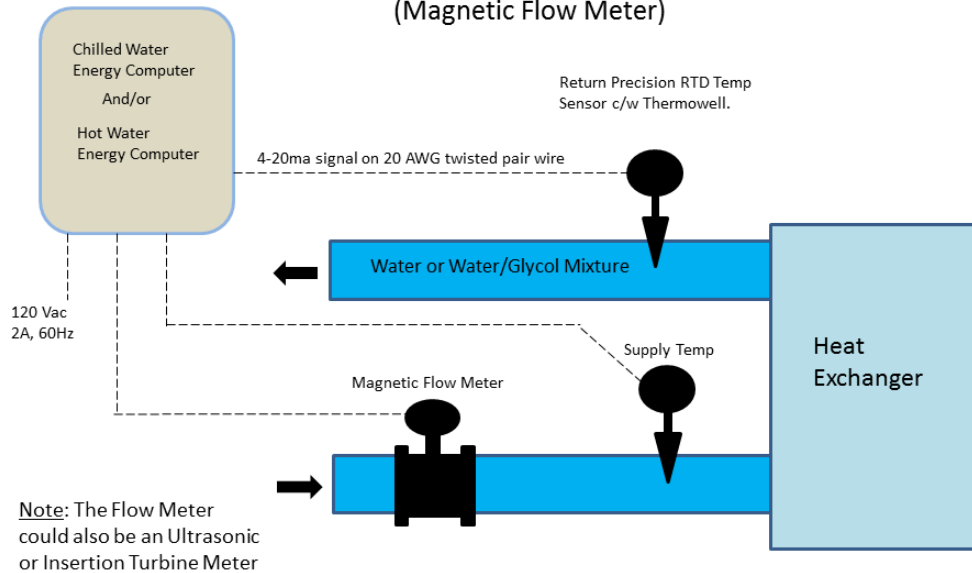 (Magnetic Flow Meter)
Chilled Water
Energy Computer
And/or
Hot Water
Energy Computer
Return Precision RTD Temp
Sensor c/w Thermowell.
4-20ma signal on 20 AWG twisted pair wire
Water or Water/Glycol Mixture
120 Vac
2A, 60Hz
Supply Temp
Heat
Exchanger
Magnetic Flow Meter
Note: The Flow Meter
could also be an Ultrasonic
or Insertion Turbine Meter